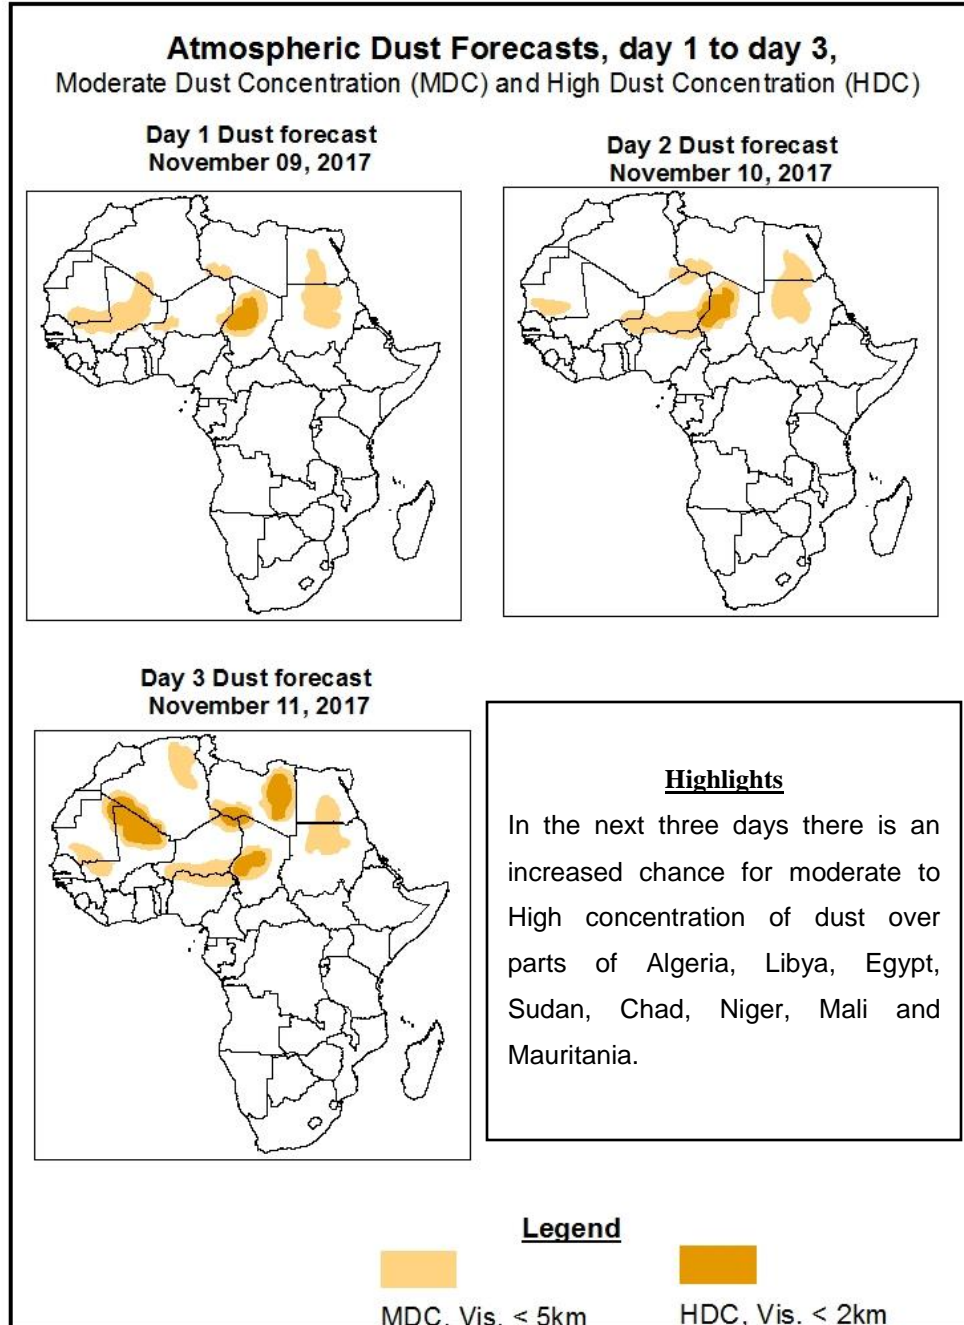 Atmospheric Dust Forecasts, day 1 to day 3,
Moderate Dust Concentration (MDC) and High Dust Concentration (HDC)
Day 1 Dust forecast
November 09, 2017
Day 2 Dust forecast
November 10, 2017
Day 3 Dust forecast
November 11, 2017
Highlights
In the next three days there is an
increased chance for moderate to
High concentration of dust over
parts of Algeria, Libya, Egypt,
Sudan, Chad, Niger, Mali and
Mauritania.
Legend
MDC, Vis. < 5km
HDC, Vis. < 2km